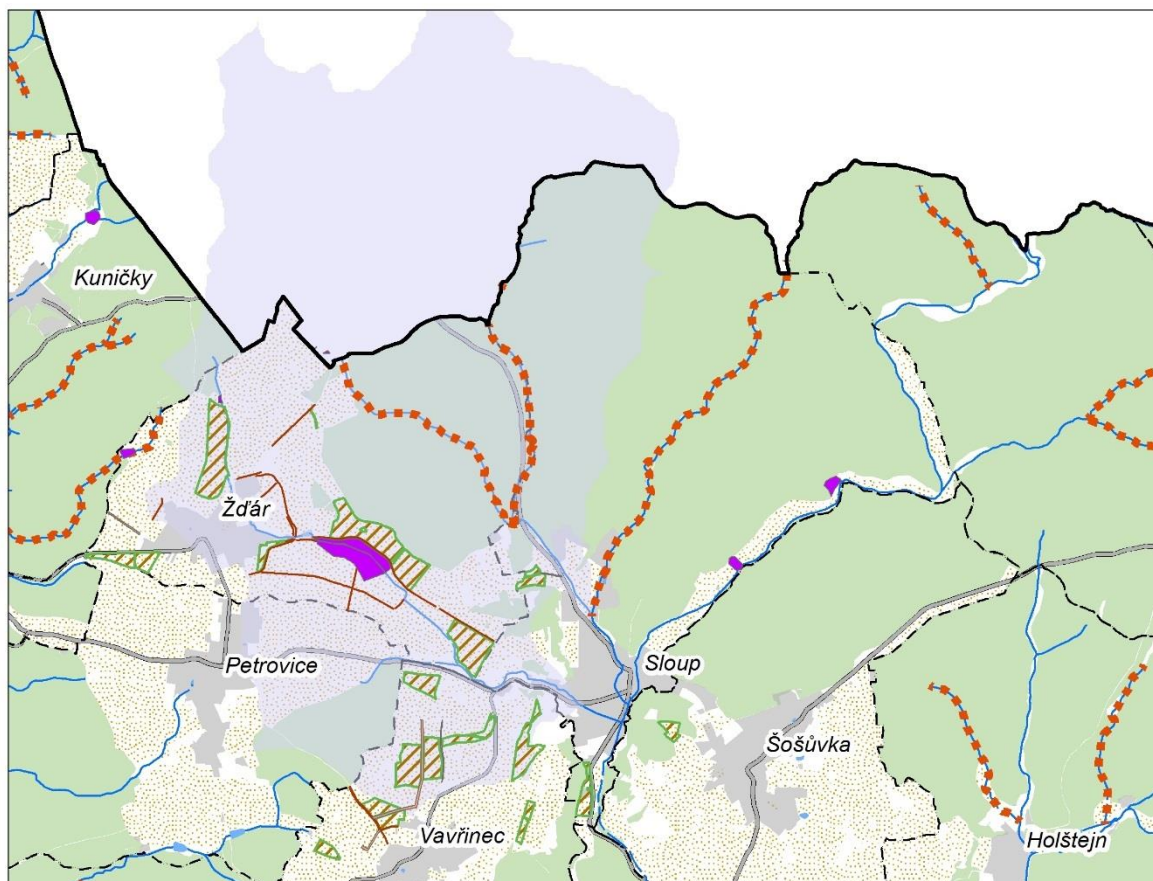 Kuničky
Žďár
Petrovice
Sloup
Šošůvka
Vavřinec
Holštejn